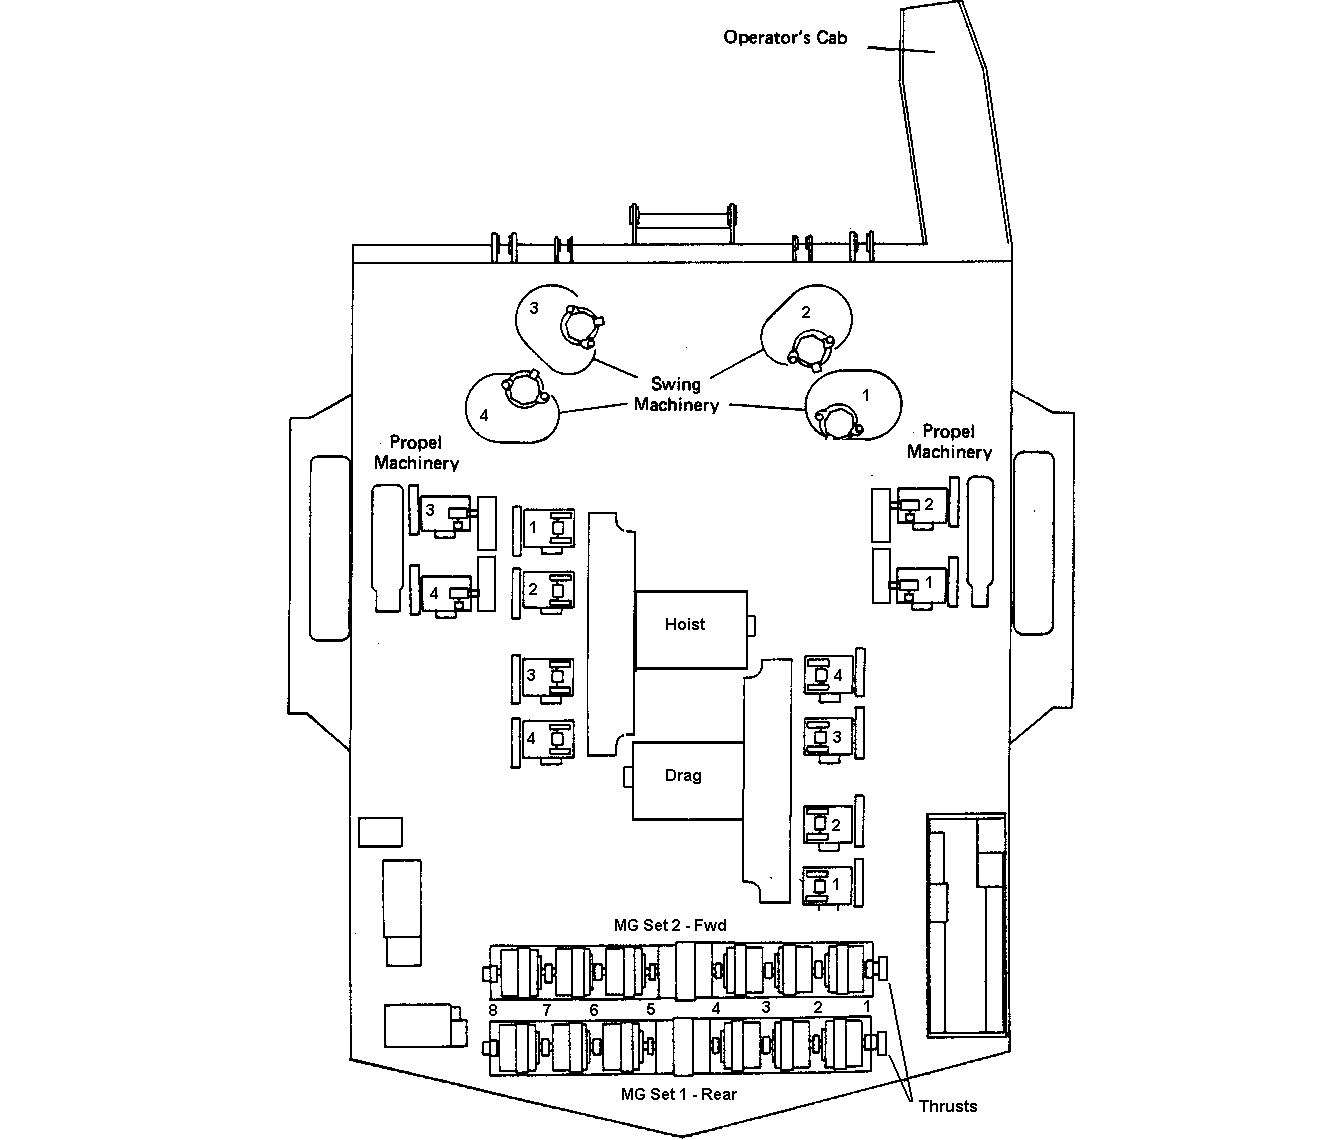 Operator's Cab
3
2
Swing
Machinery
4
1
Propel
Machinery
Propel
Machinery
3
4
2
1
1
2
3
4
Hoist
Drag
4
3
2
1
MG Set 2 - Fwd
8 7 6 5 4 3 2 1
MG Set 1 - Rear
Thrusts